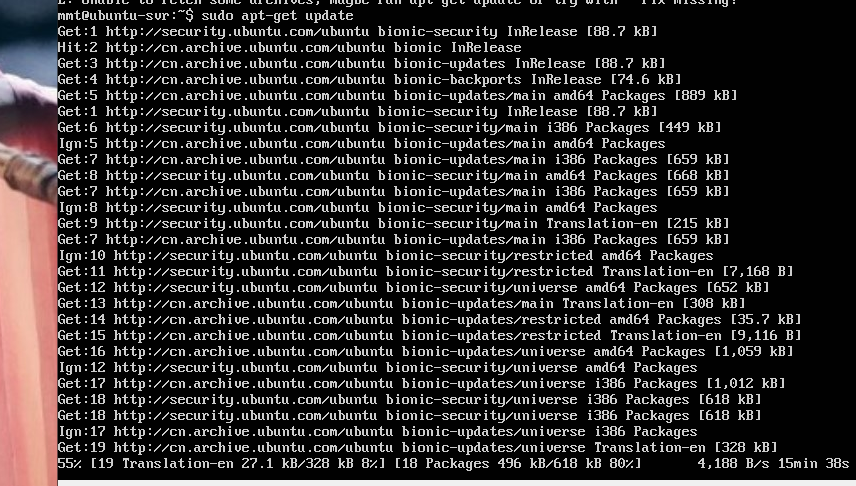 E: Unable to fetch some archives, maybe run apt-get update or try with --fix-missing?
mmt@ubuntu-svr:~$ sudo apt-get update
Get:1 http://security.ubuntu.com/ubuntu bionic-security InRelease [88.7 kB]
Hit:2 http://cn.archive.ubuntu.com/ubuntu bionic InRelease
Get:3 http://cn.archive.ubuntu.com/ubuntu bionic-updates InRelease [88.7 kB]
Get:4 http://cn.archive.ubuntu.com/ubuntu bionic-backports InRelease [74.6 kB]
Get:5 http://cn.archive.ubuntu.com/ubuntu bionic-updates/main amd64 Packages [889 kB]
Get:1 http://security.ubuntu.com/ubuntu bionic-security InRelease [88.7 kB]
Get:6 http://security.ubuntu.com/ubuntu bionic-security/main i386 Packages [449 kB]
Ign:5 http://cn.archive.ubuntu.com/ubuntu bionic-updates/main amd64 Packages
Get:7 http://cn.archive.ubuntu.com/ubuntu bionic-updates/main i386 Packages [659 kB]
Get:8 http://security.ubuntu.com/ubuntu bionic-security/main amd64 Packages [668 kB]
Get:7 http://cn.archive.ubuntu.com/ubuntu bionic-updates/main i386 Packages [659 kB]
Ign:8 http://security.ubuntu.com/ubuntu bionic-security/main amd64 Packages
Get:9 http://security.ubuntu.com/ubuntu bionic-security/main Translation-en [215 kB]
Get:7 http://cn.archive.ubuntu.com/ubuntu bionic-updates/main i386 Packages [659 kB]
Ign:10 http://security.ubuntu.com/ubuntu bionic-security/restricted amd64 Packages
Get:11 http://security.ubuntu.com/ubuntu bionic-security/restricted Translation-en [7,168 B]
Get:12 http://security.ubuntu.com/ubuntu bionic-security/universe amd64 Packages [652 kB]
Get:13 http://cn.archive.ubuntu.com/ubuntu bionic-updates/main Translation-en [308 kB]
Get:14 http://cn.archive.ubuntu.com/ubuntu bionic-updates/restricted amd64 Packages [35.7 kB]
Get:15 http://cn.archive.ubuntu.com/ubuntu bionic-updates/restricted Translation-en [9,116 B]
Get:16 http://cn.archive.ubuntu.com/ubuntu bionic-updates/universe amd64 Packages [1,059 kB]
Ign:12 http://security.ubuntu.com/ubuntu bionic-security/universe amd64 Packages
Get:17 http://cn.archive.ubuntu.com/ubuntu bionic-updates/universe i386 Packages [1,012 kB]
Get:18 http://security.ubuntu.com/ubuntu bionic-security/universe i386 Packages [618 kB]
Get:18 http://security.ubuntu.com/ubuntu bionic-security/universe i386 Packages [618 kB]
Ign:17 http://cn.archive.ubuntu.com/ubuntu bionic-updates/universe i386 Packages
Get:19 http://cn.archive.ubuntu.com/ubuntu bionic-updates/universe Translation-en [328 kB]
55% [19 Translation-en 27.1 kB/328 kB 8%] [18 Packages 496 kB/618 kB 80%] 4,188 B/s 15min 38s